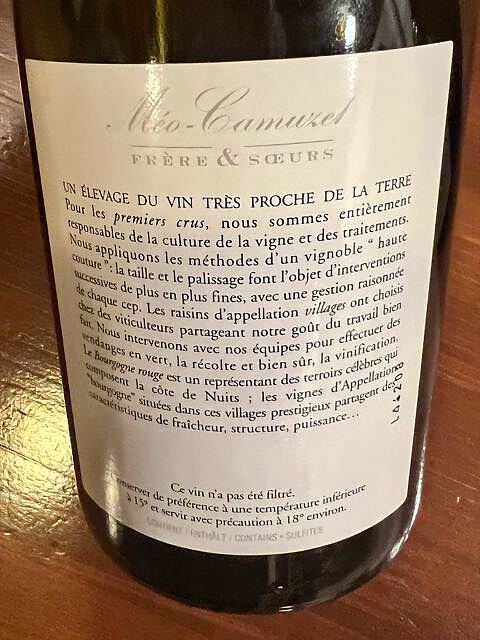 Méo-Camuzet
FRÈRE & SŒURS
UN ÉLEVAGE DU VIN TRÈS PROCHE DE LA TERRE
Pour les premiers crus, nous sommes entièrement
responsables de la culture de la vigne et des traitements.
Nous appliquons les méthodes d'un vignoble “ haute
couture ” : la taille et le palissage font l'objet d'interventions
successives de plus en plus fines, avec une gestion raisonnée
de chaque cep. Les raisins d'appellation villages ont choisis
chez des viticulteurs partageant notre goût du travail bien
fait. Nous intervenons avec nos équipes pour effectuer des
vendanges en vert, la récolte et bien sûr, la vinification.
Le Bourgogne rouge est un représentant des terroirs célèbres qui
composent la côte de Nuits ; les vignes d'Appellation
"bourgogne" situées dans ces villages prestigieux partagent des
caractéristiques de fraîcheur, structure, puissance...
Ce vin n'a pas été filtré.
conserver de préférence à une température inférieure
à 15° et servir avec précaution à 18° environ.
CONTIENT / ENTHÄLT / CONTAINS • SULFITES